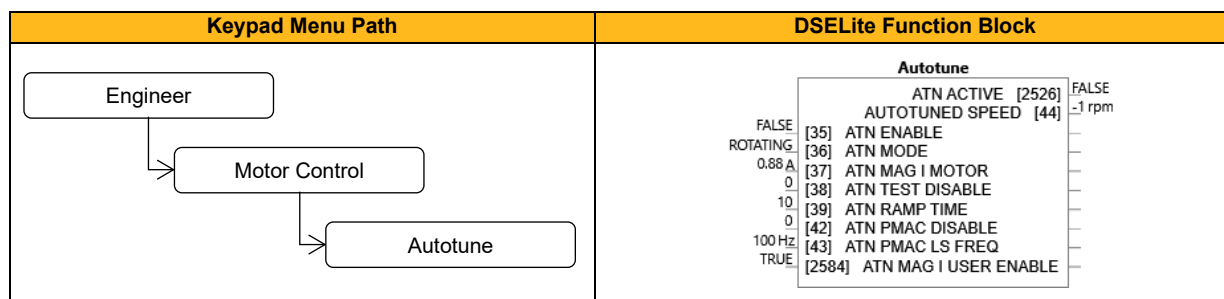 Keypad Menu Path
DSELite Function Block
Engineer
Motor Control
Autotune
Autotune
ATN ACTIVE [2526] FALSE
AUTOTUNED SPEED [44] -1 rpm
FALSE [35] ATN ENABLE
ROTATING [36] ATN MODE
0.88 A [37] ATN MAG I MOTOR
0 [38] ATN TEST DISABLE
10 [39] ATN RAMP TIME
0 [42] ATN PMAC DISABLE
100 Hz [43] ATN PMAC LS FREQ
TRUE [2584] ATN MAG I USER ENABLE